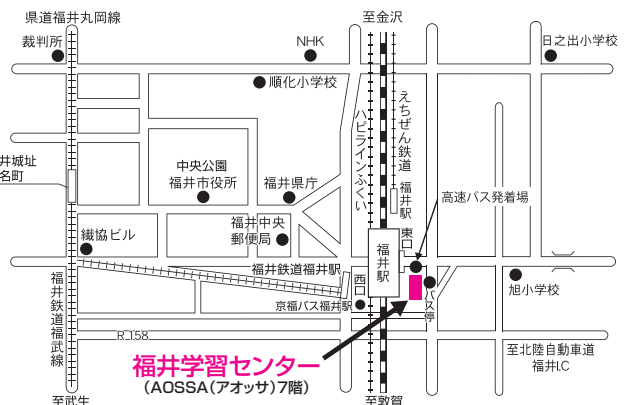 県道福井丸岡線
至金沢
裁判所
NHK
日之出小学校
順化小学校
えちぜん鉄道
福井駅
ハピラインふくい
井城址
名町
中央公園
福井市役所
福井県庁
高速バス発着場
福井中央
郵便局
東口
福井駅
繊協ビル
福井鉄道福井駅
西口
バス停
旭小学校
福井鉄道福武線
京福バス福井駅
R.158
福井学習センター
(AOSSA(アオッサ)7階)
至北陸自動車道
福井I.C
至武生
至敦賀